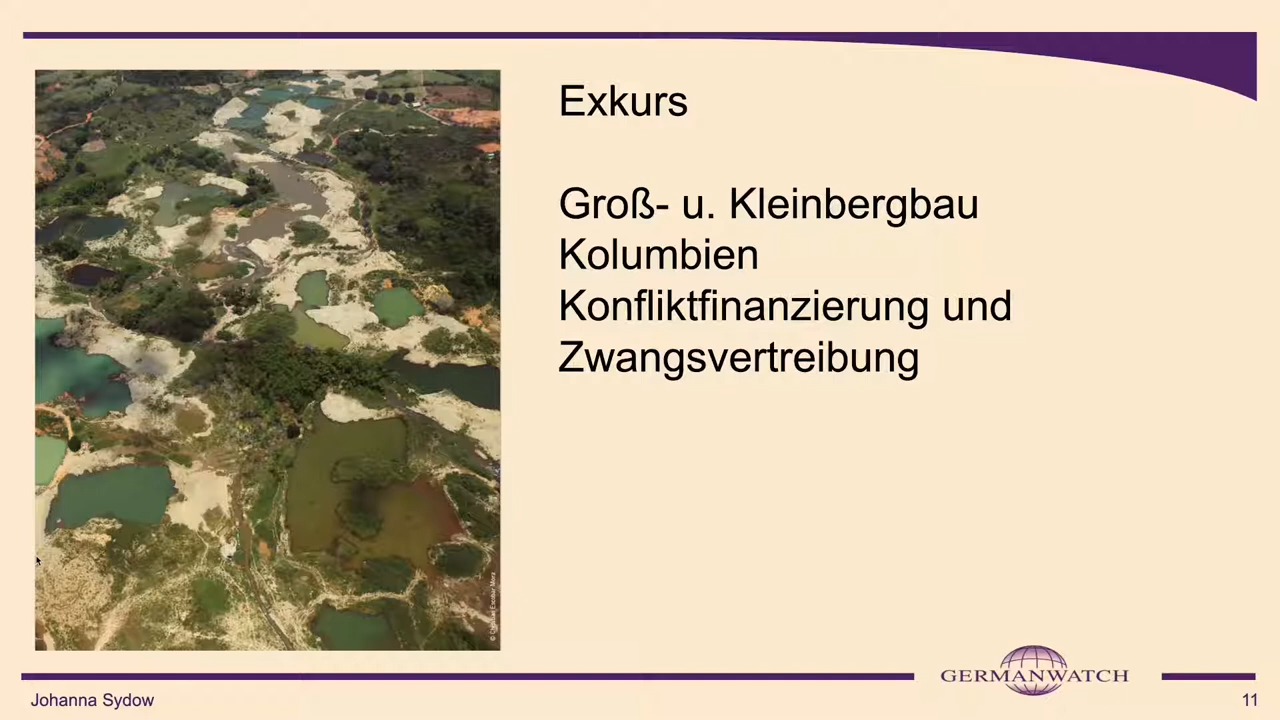 Exkurs
Groß- u. Kleinbergbau
Kolumbien
Konfliktfinanzierung und
Zwangsvertreibung
GERMANWATCH
Johanna Sydow
11